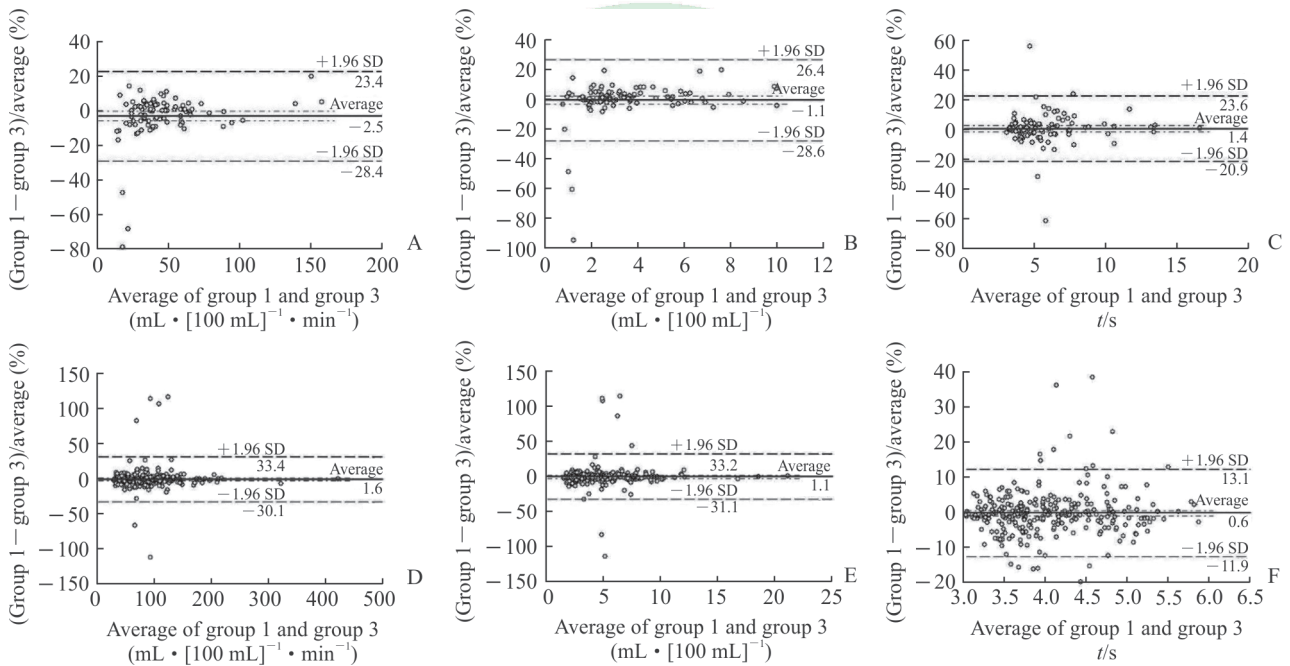 ((Group 1－group 3)/average (%)
40
20
0
－20
－40
－60
－80
0
50
100
150
200
+1.96 SD
23.4
Average
－2.5
－1.96 SD
－28.4
A
Average of group 1 and group 3
(mL • [100 mL]⁻¹ • min⁻¹)
((Group 1－group 3)/average (%)
40
20
0
－20
－40
－60
－80
－100
0
2
4
6
8
10
12
+1.96 SD
26.4
Average
－1.1
－1.96 SD
－28.6
B
Average of group 1 and group 3
(mL • [100 mL]⁻¹)
((Group 1－group 3)/average (%)
60
40
20
0
－20
－40
－60
－80
0
5
10
15
20
+1.96 SD
23.6
Average
1.4
－1.96 SD
－20.9
C
Average of group 1 and group 3
t/s
((Group 1－group 3)/average (%)
150
100
50
0
－50
－100
－150
0
100
200
300
400
500
+1.96 SD
33.4
Average
1.6
－1.96 SD
－30.1
D
Average of group 1 and group 3
(mL • [100 mL]⁻¹ • min⁻¹)
((Group 1－group 3)/average (%)
150
100
50
0
－50
－100
－150
0
5
10
15
20
25
+1.96 SD
33.2
Average
1.1
－1.96 SD
－31.1
E
Average of group 1 and group 3
(mL • [100 mL]⁻¹)
((Group 1－group 3)/average (%)
40
30
20
10
0
－10
－20
3.0
3.5
4.0
4.5
5.0
5.5
6.0
6.5
+1.96 SD
13.1
Average
0.6
－1.96 SD
－11.9
F
Average of group 1 and group 3
t/s